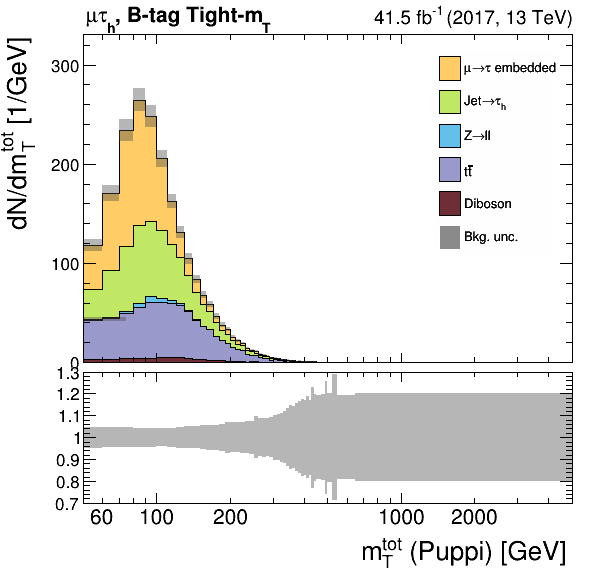 μτh, B-tag Tight-mT
41.5 fb-1 (2017, 13 TeV)
dN/dmTtot [1/GeV]
300
200
100
0
μ→τ embedded
Jet→τh
Z→ll
tt̄
Diboson
Bkg. unc.
1.3
1.2
1.1
1
0.9
0.8
0.7
60 100 200 1000 2000
mTtot (Puppi) [GeV]